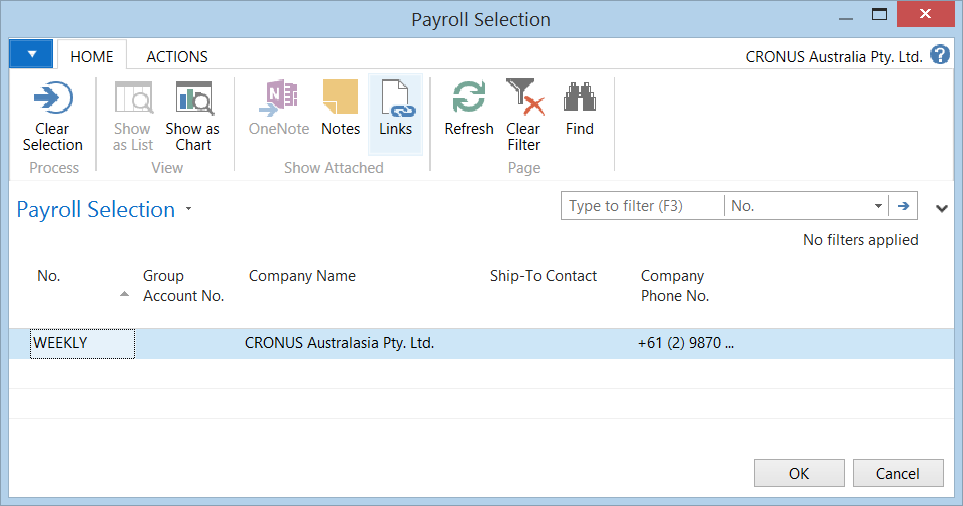 Payroll Selection
HOME ACTIONS CRONUS Australia Pty. Ltd. ?
Clear Selection Show as List Show as Chart OneNote Notes Links Refresh Clear Filter Find
Process View Show Attached Page
Payroll Selection Type to filter (F3) No.
No filters applied
No. Group Account No. Company Name Ship-To Contact Company Phone No.
WEEKLY CRONUS Australasia Pty. Ltd. +61 (2) 9870 ...
OK Cancel